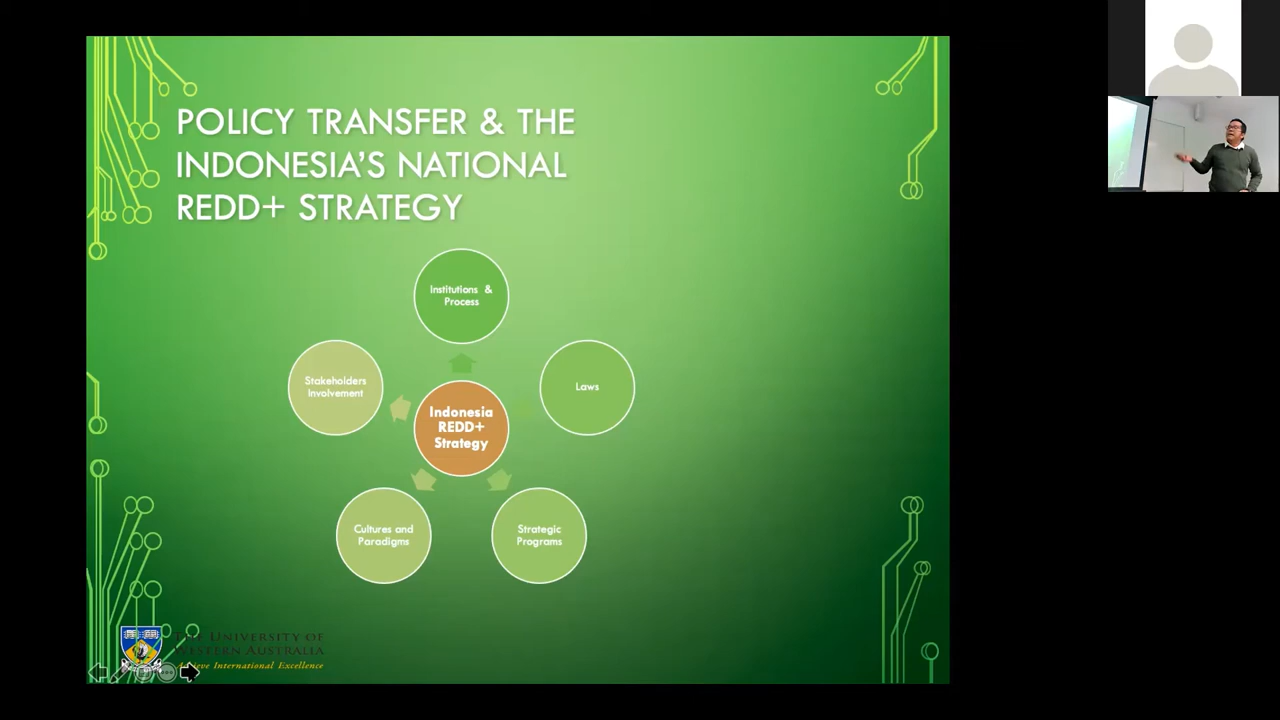 POLICY TRANSFER & THE
INDONESIA'S NATIONAL
REDD+ STRATEGY
Institutions &
Process
Stakeholders
Involvement
Laws
Indonesia
REDD+
Strategy
Cultures and
Paradigms
Strategic
Programs
THE UNIVERSITY OF
WESTERN AUSTRALIA
Achieve International Excellence